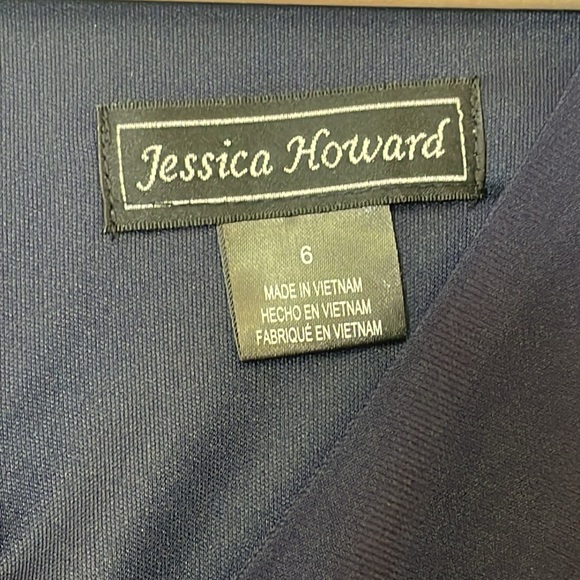 Jessica Howard
6
MADE IN VIETNAM
HECHO EN VIETNAM
FABRIQUÉ EN VIETNAM